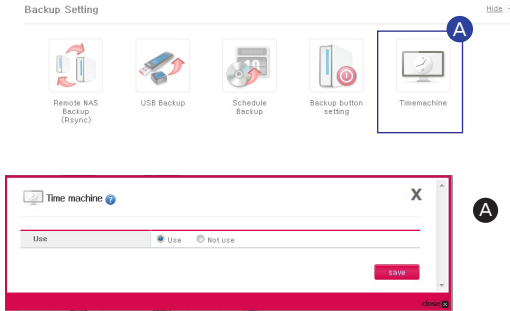 Backup Setting
Hide
A
Remote NAS
Backup
(Rsync)
USB Backup
Schedule
Backup
Backup button
setting
Timemachine
Time machine ?
X
A
Use
Use
Not use
save
close x